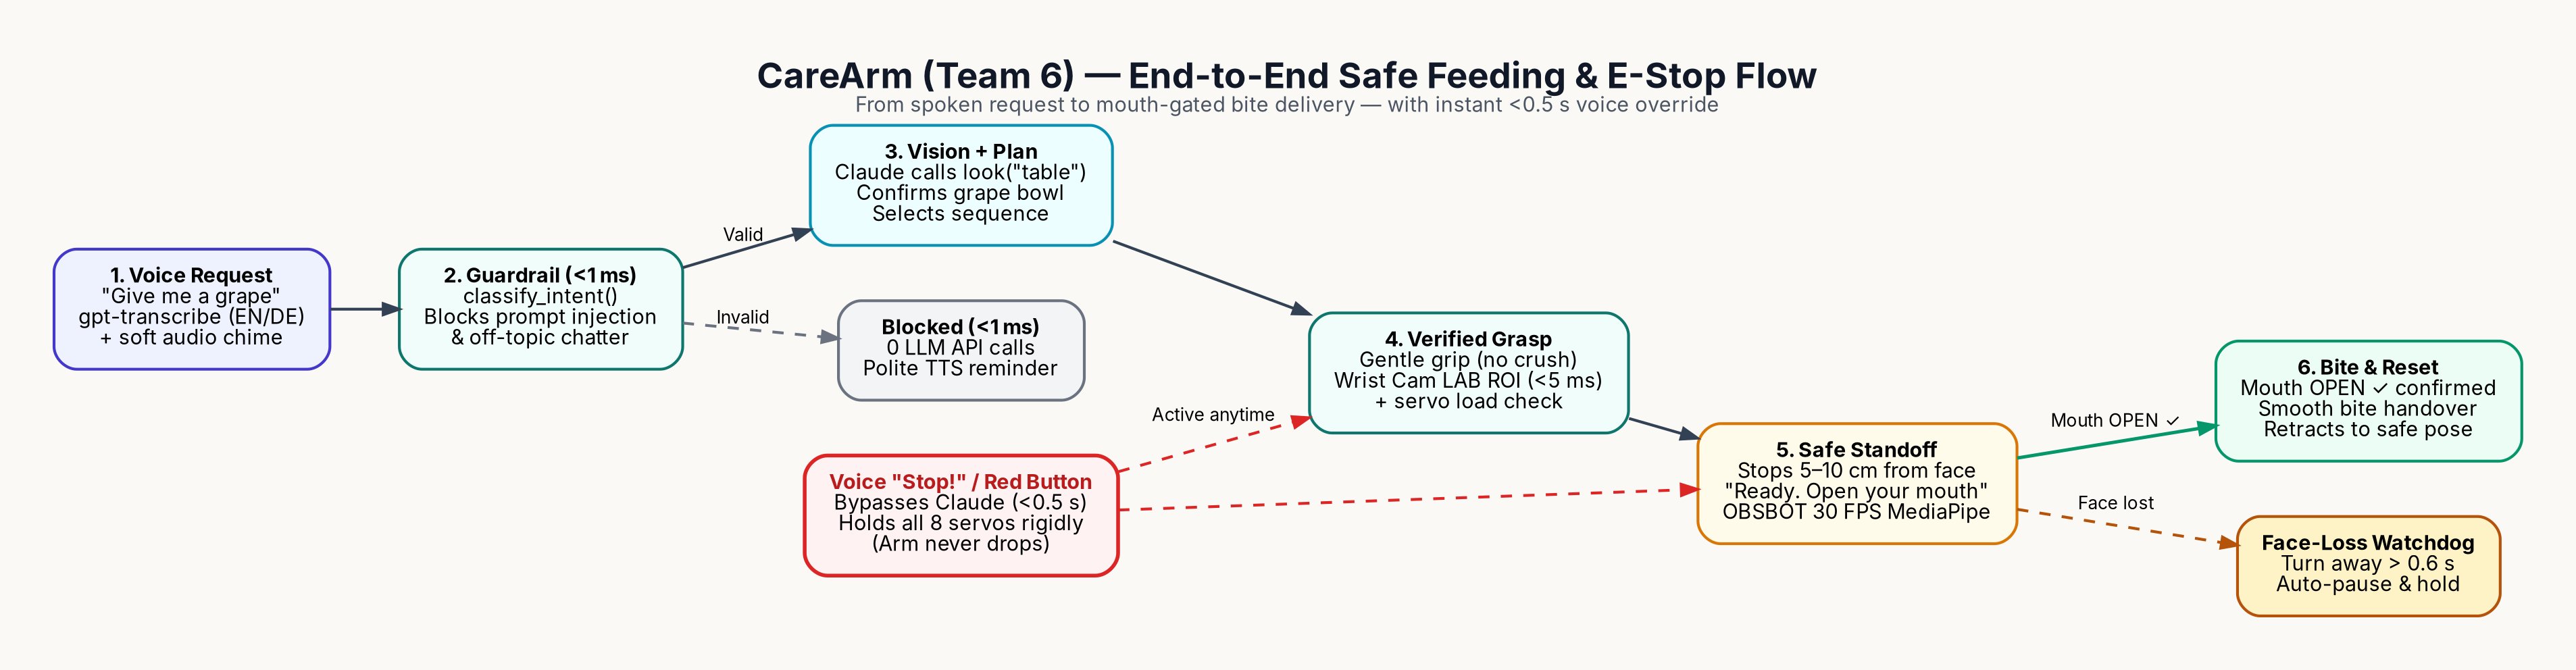 CareArm (Team 6) — End-to-End Safe Feeding & E-Stop Flow
From spoken request to mouth-gated bite delivery — with instant <0.5 s voice override
1. Voice Request
"Give me a grape"
gpt-transcribe (EN/DE)
+ soft audio chime
2. Guardrail (<1 ms)
classify_intent()
Blocks prompt injection
& off-topic chatter
Valid
Invalid
3. Vision + Plan
Claude calls look("table")
Confirms grape bowl
Selects sequence
Blocked (<1 ms)
0 LLM API calls
Polite TTS reminder
Voice "Stop!" / Red Button
Bypasses Claude (<0.5 s)
Holds all 8 servos rigidly
(Arm never drops)
Active anytime
4. Verified Grasp
Gentle grip (no crush)
Wrist Cam LAB ROI (<5 ms)
+ servo load check
5. Safe Standoff
Stops 5–10 cm from face
"Ready. Open your mouth"
OBSBOT 30 FPS MediaPipe
Mouth OPEN ✓
Face lost
6. Bite & Reset
Mouth OPEN ✓ confirmed
Smooth bite handover
Retracts to safe pose
Face-Loss Watchdog
Turn away > 0.6 s
Auto-pause & hold